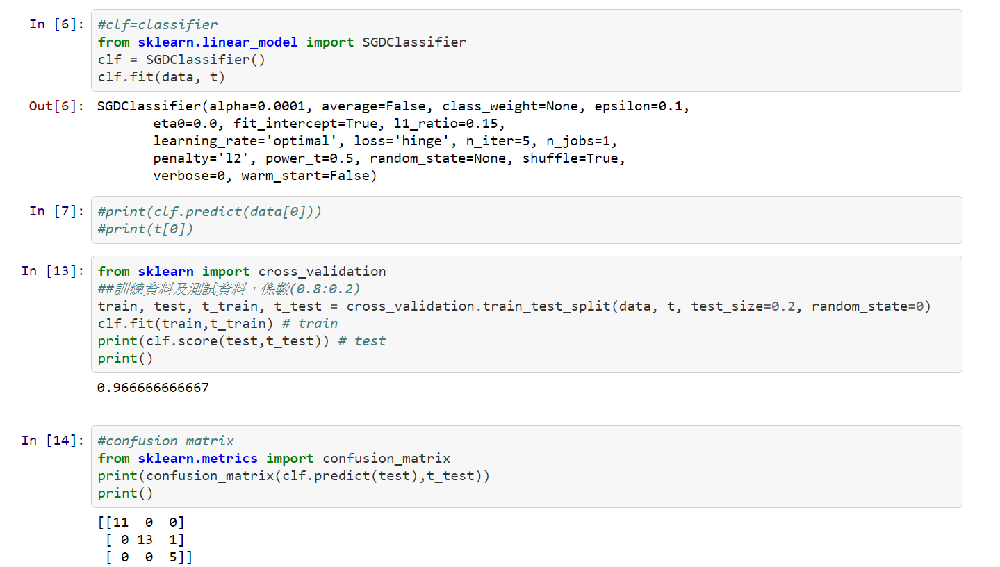 In [6]: #clf=classifier
from sklearn.linear_model import SGDClassifier
clf = SGDClassifier()
clf.fit(data, t)
Out[6]: SGDClassifier(alpha=0.0001, average=False, class_weight=None, epsilon=0.1,
eta0=0.0, fit_intercept=True, l1_ratio=0.15,
learning_rate='optimal', loss='hinge', n_iter=5, n_jobs=1,
penalty='l2', power_t=0.5, random_state=None, shuffle=True,
verbose=0, warm_start=False)
In [7]: #print(clf.predict(data[0]))
#print(t[0])
In [13]: from sklearn import cross_validation
##訓練資料及測試資料，係數(0.8:0.2)
train, test, t_train, t_test = cross_validation.train_test_split(data, t, test_size=0.2, random_state=0)
clf.fit(train,t_train) # train
print(clf.score(test,t_test)) # test
print()
0.966666666667
In [14]: #confusion matrix
from sklearn.metrics import confusion_matrix
print(confusion_matrix(clf.predict(test),t_test))
print()
[[11  0  0]
[ 0 13  1]
[ 0  0  5]]